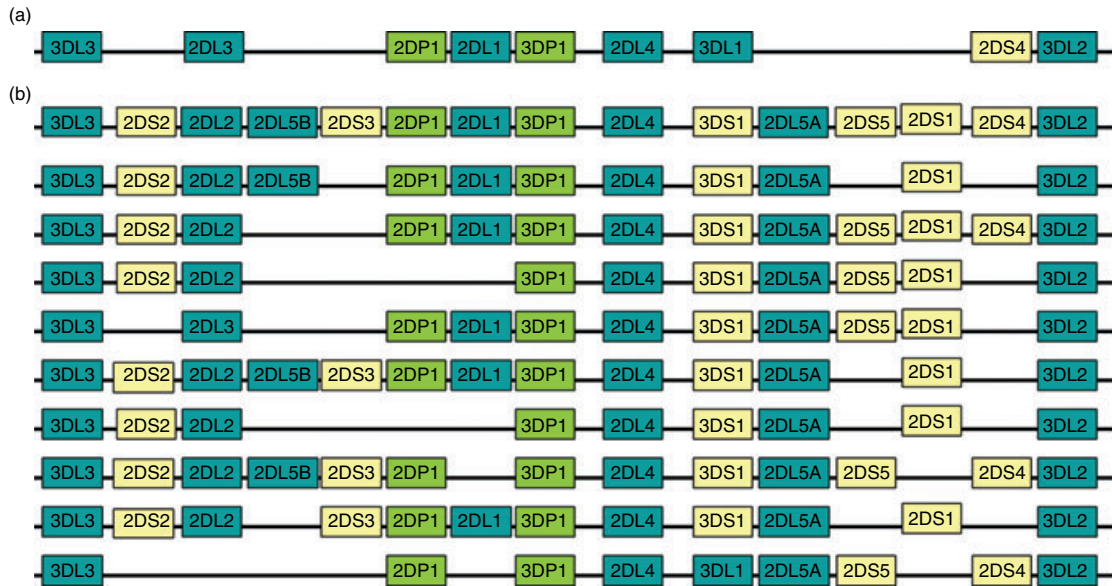 (a)
3DL3 2DL3 2DP1 2DL1 3DP1 2DL4 3DL1 2DS4 3DL2
(b)
3DL3 2DS2 2DL2 2DL5B 2DS3 2DP1 2DL1 3DP1 2DL4 3DS1 2DL5A 2DS5 2DS1 2DS4 3DL2
3DL3 2DS2 2DL2 2DL5B 2DP1 2DL1 3DP1 2DL4 3DS1 2DL5A 2DS1 3DL2
3DL3 2DS2 2DL2 2DP1 2DL1 3DP1 2DL4 3DS1 2DL5A 2DS5 2DS1 2DS4 3DL2
3DL3 2DS2 2DL2 3DP1 2DL4 3DS1 2DL5A 2DS5 2DS1 3DL2
3DL3 2DL3 2DP1 2DL1 3DP1 2DL4 3DS1 2DL5A 2DS5 2DS1 3DL2
3DL3 2DS2 2DL2 2DL5B 2DS3 2DP1 2DL1 3DP1 2DL4 3DS1 2DL5A 2DS1 3DL2
3DL3 2DS2 2DL2 3DP1 2DL4 3DS1 2DL5A 2DS1 3DL2
3DL3 2DS2 2DL2 2DL5B 2DS3 2DP1 3DP1 2DL4 3DS1 2DL5A 2DS5 2DS4 3DL2
3DL3 2DS2 2DL2 2DS3 2DP1 2DL1 3DP1 2DL4 3DS1 2DL5A 2DS1 3DL2
3DL3 2DP1 3DP1 2DL4 3DL1 2DL5A 2DS5 2DS4 3DL2